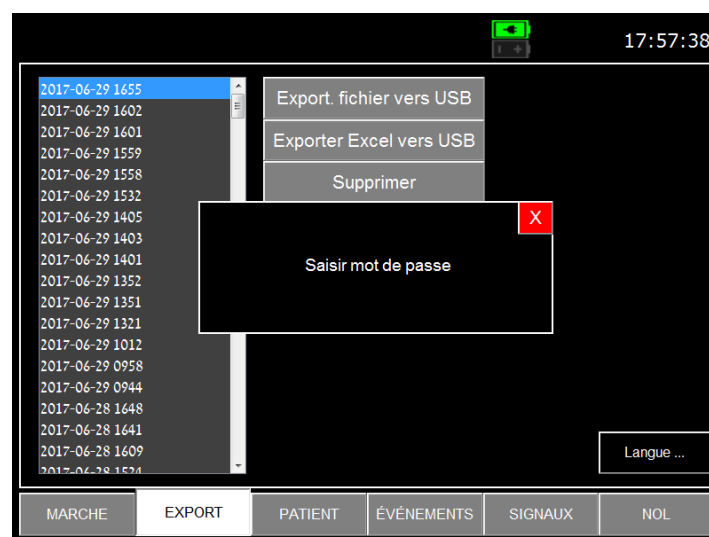 17:57:38
2017-06-29 1655
2017-06-29 1602
2017-06-29 1601
2017-06-29 1559
2017-06-29 1558
2017-06-29 1532
2017-06-29 1405
2017-06-29 1403
2017-06-29 1401
2017-06-29 1352
2017-06-29 1351
2017-06-29 1321
2017-06-29 1012
2017-06-29 0958
2017-06-29 0944
2017-06-28 1648
2017-06-28 1641
2017-06-28 1609
2017-06-28 1524
Export. fichier vers USB
Exporter Excel vers USB
Supprimer
X
Saisir mot de passe
Langue ...
MARCHE
EXPORT
PATIENT
ÉVÉNEMENTS
SIGNAUX
NOL